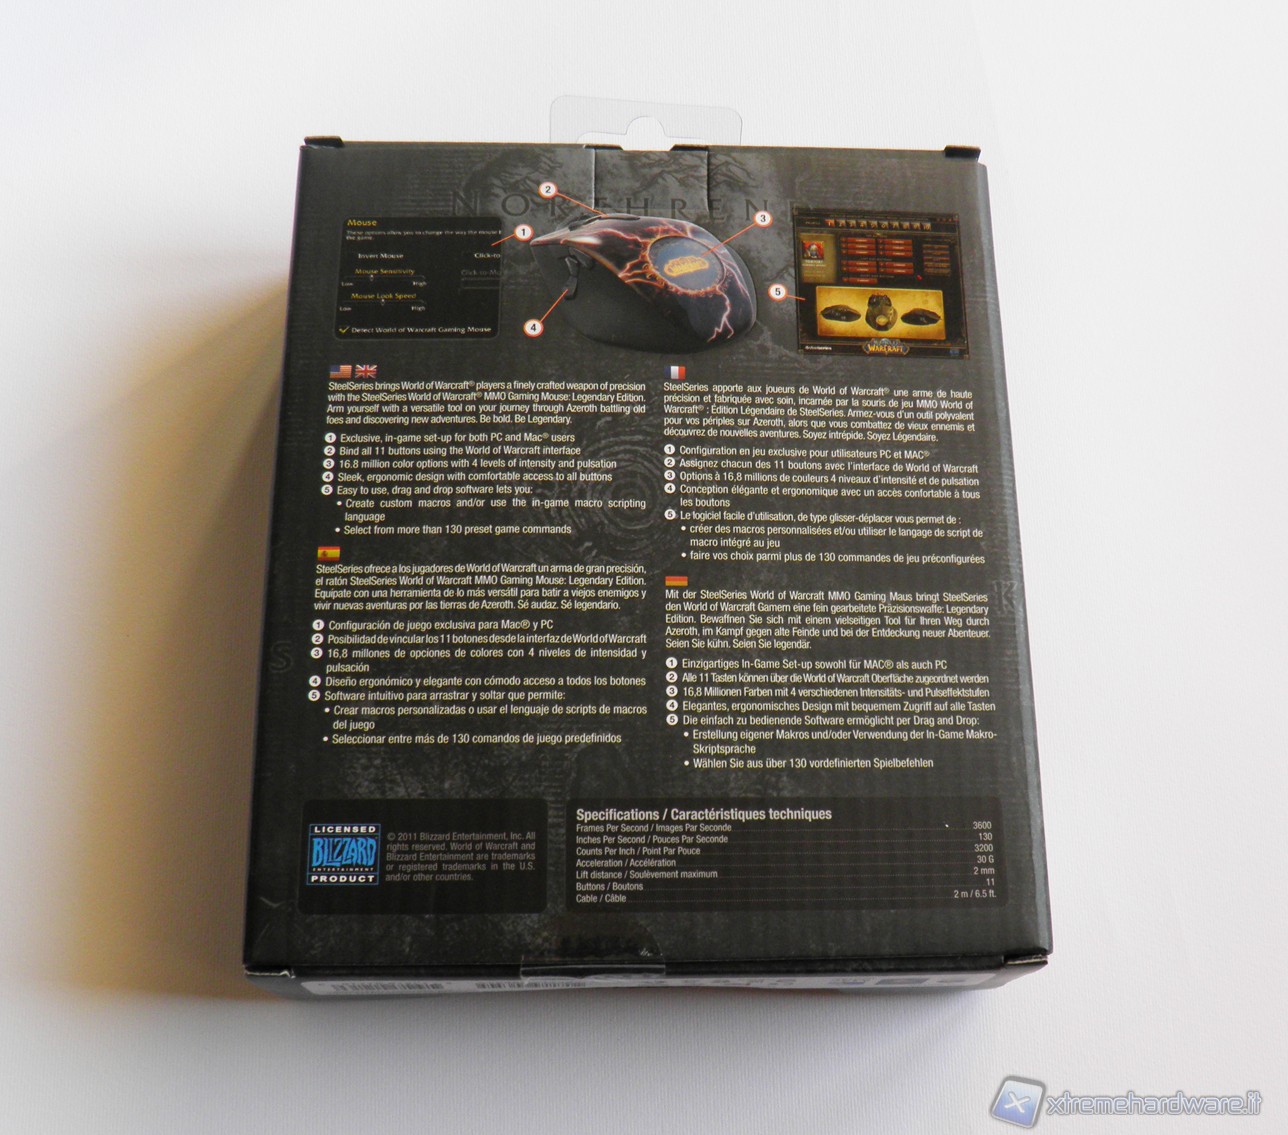 NORTHREND
2
3
1
5
4
Mouse
These options allow you to change the way the mouse
the game.
Invert Mouse
Click-to
Mouse Sensitivity
Low High
Mouse Look Speed
Low High
Detect World of Warcraft Gaming Mouse
WARCRAFT
SteelSeries brings World of Warcraft® players a finely crafted weapon of precision
with the SteelSeries World of Warcraft® MMO Gaming Mouse: Legendary Edition.
Arm yourself with a versatile tool on your journey through Azeroth battling old
foes and discovering new adventures. Be bold. Be Legendary.
1 Exclusive, in-game set-up for both PC and Mac® users
2 Bind all 11 buttons using the World of Warcraft interface
3 16.8 million color options with 4 levels of intensity and pulsation
4 Sleek, ergonomic design with comfortable access to all buttons
5 Easy to use, drag and drop software lets you:
• Create custom macros and/or use the in-game macro scripting
language
• Select from more than 130 preset game commands
SteelSeries ofrece a los jugadores de World of Warcraft un arma de gran precisión,
el ratón SteelSeries World of Warcraft MMO Gaming Mouse: Legendary Edition.
Equípate con una herramienta de lo más versátil para batir a viejos enemigos y
vivir nuevas aventuras por las tierras de Azeroth. Sé audaz. Sé legendario.
1 Configuración de juego exclusiva para Mac® y PC
2 Posibilidad de vincular los 11 botones desde la interfaz de World of Warcraft
3 16,8 millones de opciones de colores con 4 niveles de intensidad y
pulsación
4 Diseño ergonómico y elegante con cómodo acceso a todos los botones
5 Software intuitivo para arrastrar y soltar que permite:
• Crear macros personalizadas o usar el lenguaje de scripts de macros
del juego
• Seleccionar entre más de 130 comandos de juego predefinidos
SteelSeries apporte aux joueurs de World of Warcraft® une arme de haute
précision et fabriquée avec soin, incarnée par la souris de jeu MMO World of
Warcraft® : Édition Légendaire de SteelSeries. Armez-vous d'un outil polyvalent
pour vos périples sur Azeroth, alors que vous combattez de vieux ennemis et
découvrez de nouvelles aventures. Soyez intrépide. Soyez Légendaire.
1 Configuration en jeu exclusive pour utilisateurs PC et MAC®
2 Assignez chacun des 11 boutons avec l'interface de World of Warcraft
3 Options à 16,8 millions de couleurs 4 niveaux d'intensité et de pulsation
4 Conception élégante et ergonomique avec un accès confortable à tous
les boutons
5 Le logiciel facile d'utilisation, de type glisser-déplacer vous permet de :
• créer des macros personnalisées et/ou utiliser le langage de script de
macro intégré au jeu
• faire vos choix parmi plus de 130 commandes de jeu préconfigurées
Mit der SteelSeries World of Warcraft MMO Gaming Maus bringt SteelSeries
den World of Warcraft Gamern eine fein gearbeitete Präzisionswaffe: Legendary
Edition. Bewaffnen Sie sich mit einem vielseitigen Tool für Ihren Weg durch
Azeroth, im Kampf gegen alte Feinde und bei der Entdeckung neuer Abenteuer.
Seien Sie kühn. Seien Sie legendär.
1 Einzigartiges In-Game Set-up sowohl für MAC® als auch PC
2 Alle 11 Tasten können über die World of Warcraft Oberfläche zugeordnet werden
3 16,8 Millionen Farben mit 4 verschiedenen Intensitäts- und Pulseffektstufen
4 Elegantes, ergonomisches Design mit bequemem Zugriff auf alle Tasten
5 Die einfach zu bedienende Software ermöglicht per Drag and Drop:
• Erstellung eigener Makros und/oder Verwendung der In-Game Makro-
Skriptsprache
• Wählen Sie aus über 130 vordefinierten Spielbefehlen
LICENSED
BLIZZARD
ENTERTAINMENT
PRODUCT
© 2011 Blizzard Entertainment, Inc. All
rights reserved. World of Warcraft and
Blizzard Entertainment are trademarks
or registered trademarks in the U.S.
and/or other countries.
Specifications / Caractéristiques techniques
Frames Per Second / Images Par Seconde 3600
Inches Per Second / Pouces Par Seconde 130
Counts Per Inch / Point Par Pouce 3200
Acceleration / Accélération 30 G
Lift distance / Soulèvement maximum 2 mm
Buttons / Boutons 11
Cable / Câble 2 m / 6.5 ft.
xtremehardware.it